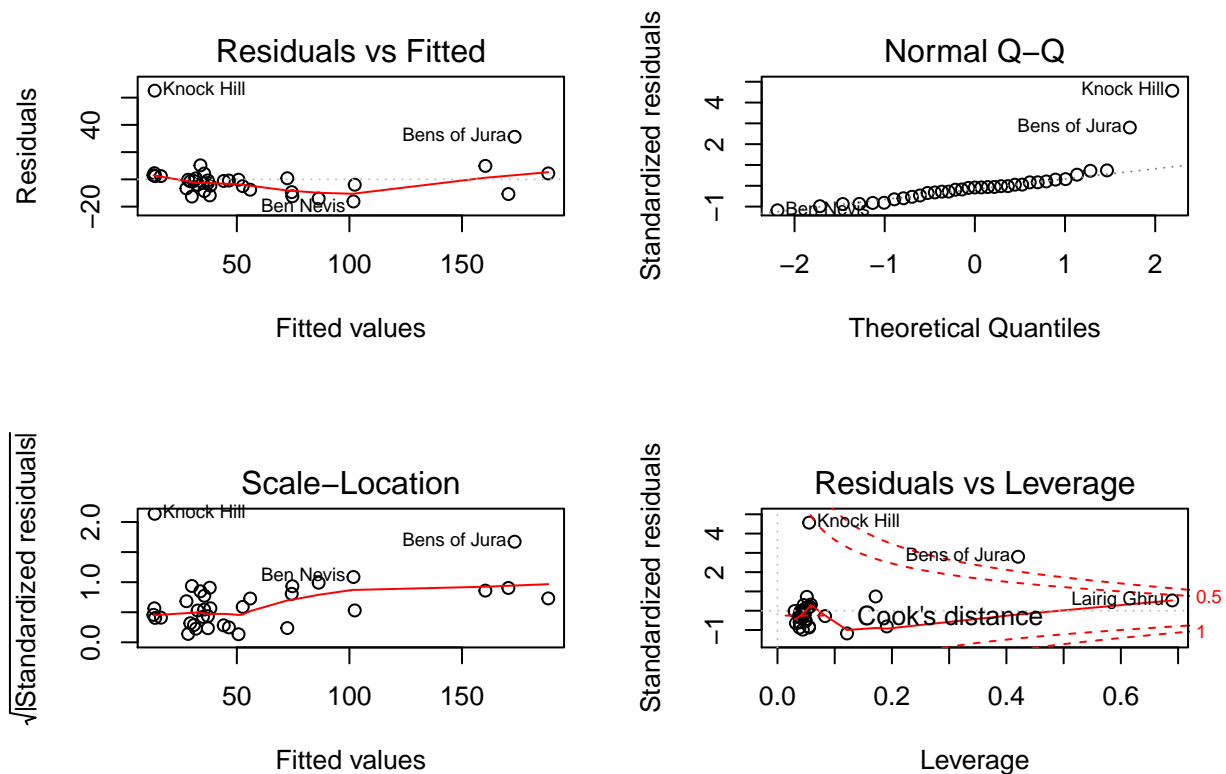 Residuals vs Fitted
Residuals
40
−20
Knock Hill
Bens of Jura
Ben Nevis
50 100 150
Fitted values
Normal Q−Q
Standardized residuals
4
2
−1
Knock Hill
Bens of Jura
Ben Nevis
−2 −1 0 1 2
Theoretical Quantiles
Scale−Location
√|Standardized residuals|
2.0
1.0
0.0
Knock Hill
Bens of Jura
Ben Nevis
50 100 150
Fitted values
Residuals vs Leverage
Standardized residuals
4
2
−1
Knock Hill
Bens of Jura
Lairig Ghru
Cook's distance
0.5
1
0.0 0.2 0.4 0.6
Leverage